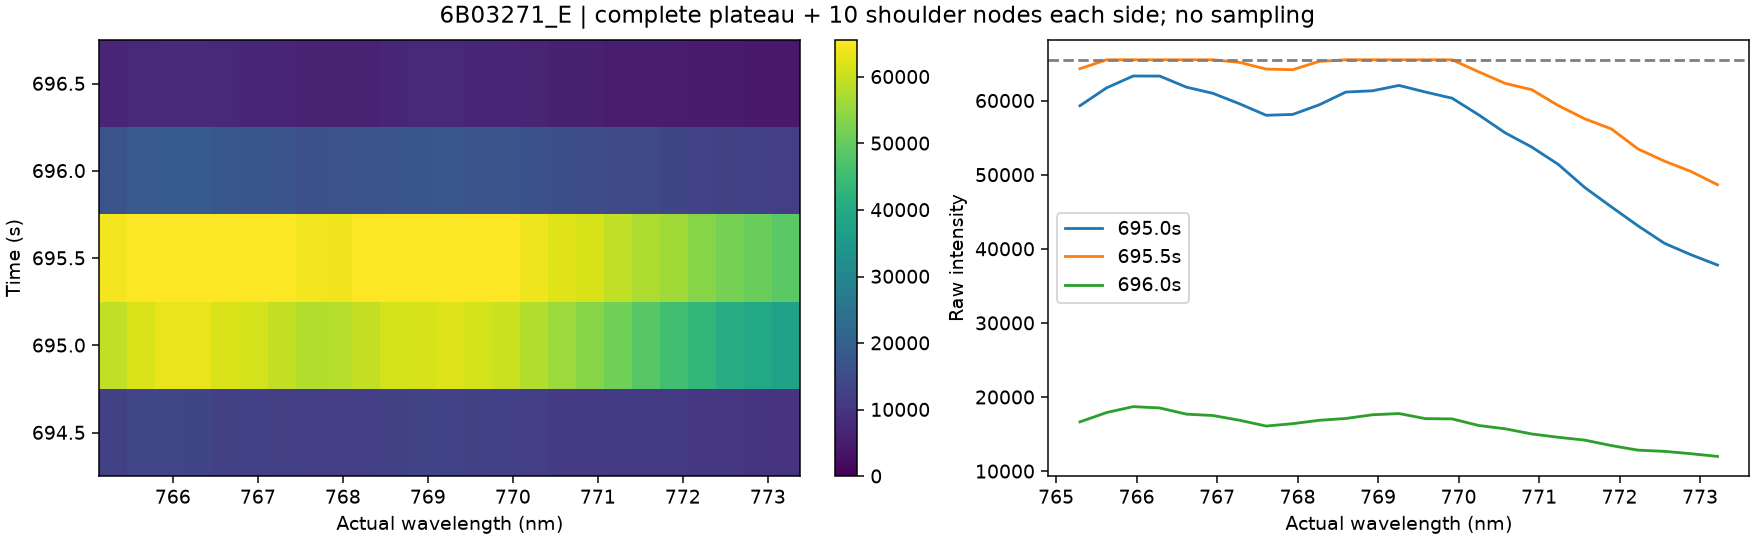 6B03271_E | complete plateau + 10 shoulder nodes each side; no sampling
Time (s)
696.5
696.0
695.5
695.0
694.5
766 767 768 769 770 771 772 773
Actual wavelength (nm)
60000
50000
40000
30000
20000
10000
0
Raw intensity
60000
50000
40000
30000
20000
10000
695.0s
695.5s
696.0s
765 766 767 768 769 770 771 772 773
Actual wavelength (nm)